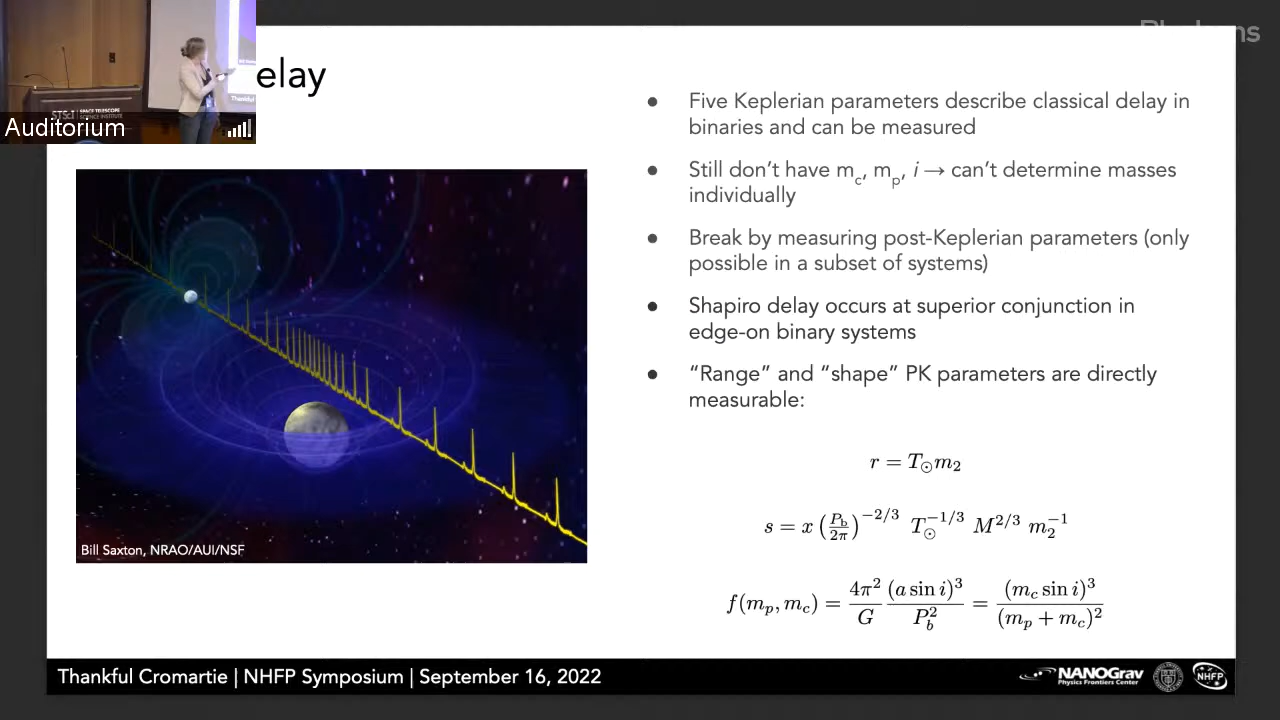 elay
STScI | SPACE TELESCOPE
SCIENCE INSTITUTE
Auditorium
● Five Keplerian parameters describe classical delay in
binaries and can be measured
● Still don’t have m_c, m_p, i → can’t determine masses
individually
● Break by measuring post-Keplerian parameters (only
possible in a subset of systems)
● Shapiro delay occurs at superior conjunction in
edge-on binary systems
● “Range” and “shape” PK parameters are directly
measurable:
r = T_⊙ m_2
s = x (P_b/2π)^{-2/3} T_⊙^{-1/3} M^{2/3} m_2^{-1}
f(m_p, m_c) = 4π²/G (a sin i)³/P_b² = (m_c sin i)³/(m_p + m_c)²
Bill Saxton, NRAO/AUI/NSF
Thankful Cromartie | NHFP Symposium | September 16, 2022
NANOGrav
Physics Frontiers Center
NHFP